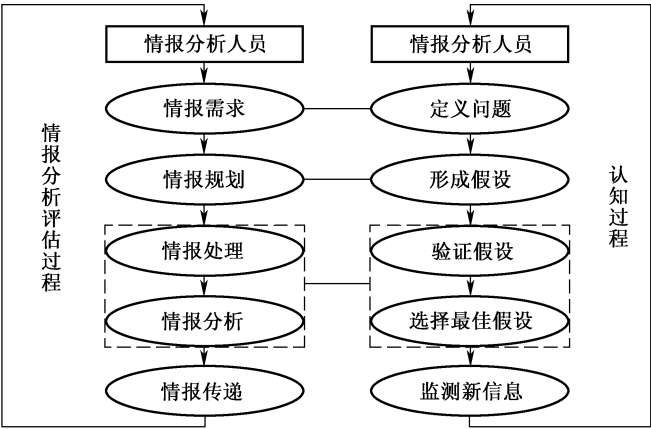 情报分析人员
情报分析人员
情报需求
定义问题
情报规划
形成假设
情报处理
验证假设
情报分析
选择最佳假设
情报传递
监测新信息
情报分析评估过程
认知过程